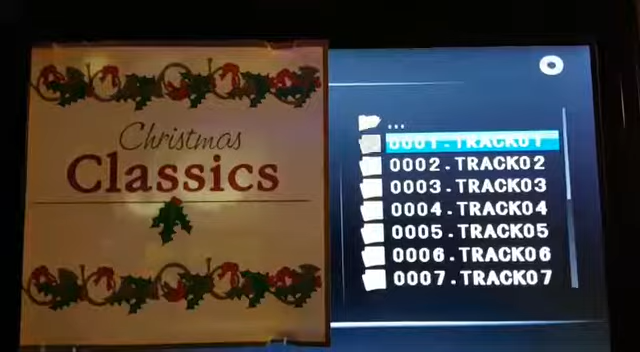 Christmas
Classics
...
0001.TRACK01
0002.TRACK02
0003.TRACK03
0004.TRACK04
0005.TRACK05
0006.TRACK06
0007.TRACK07